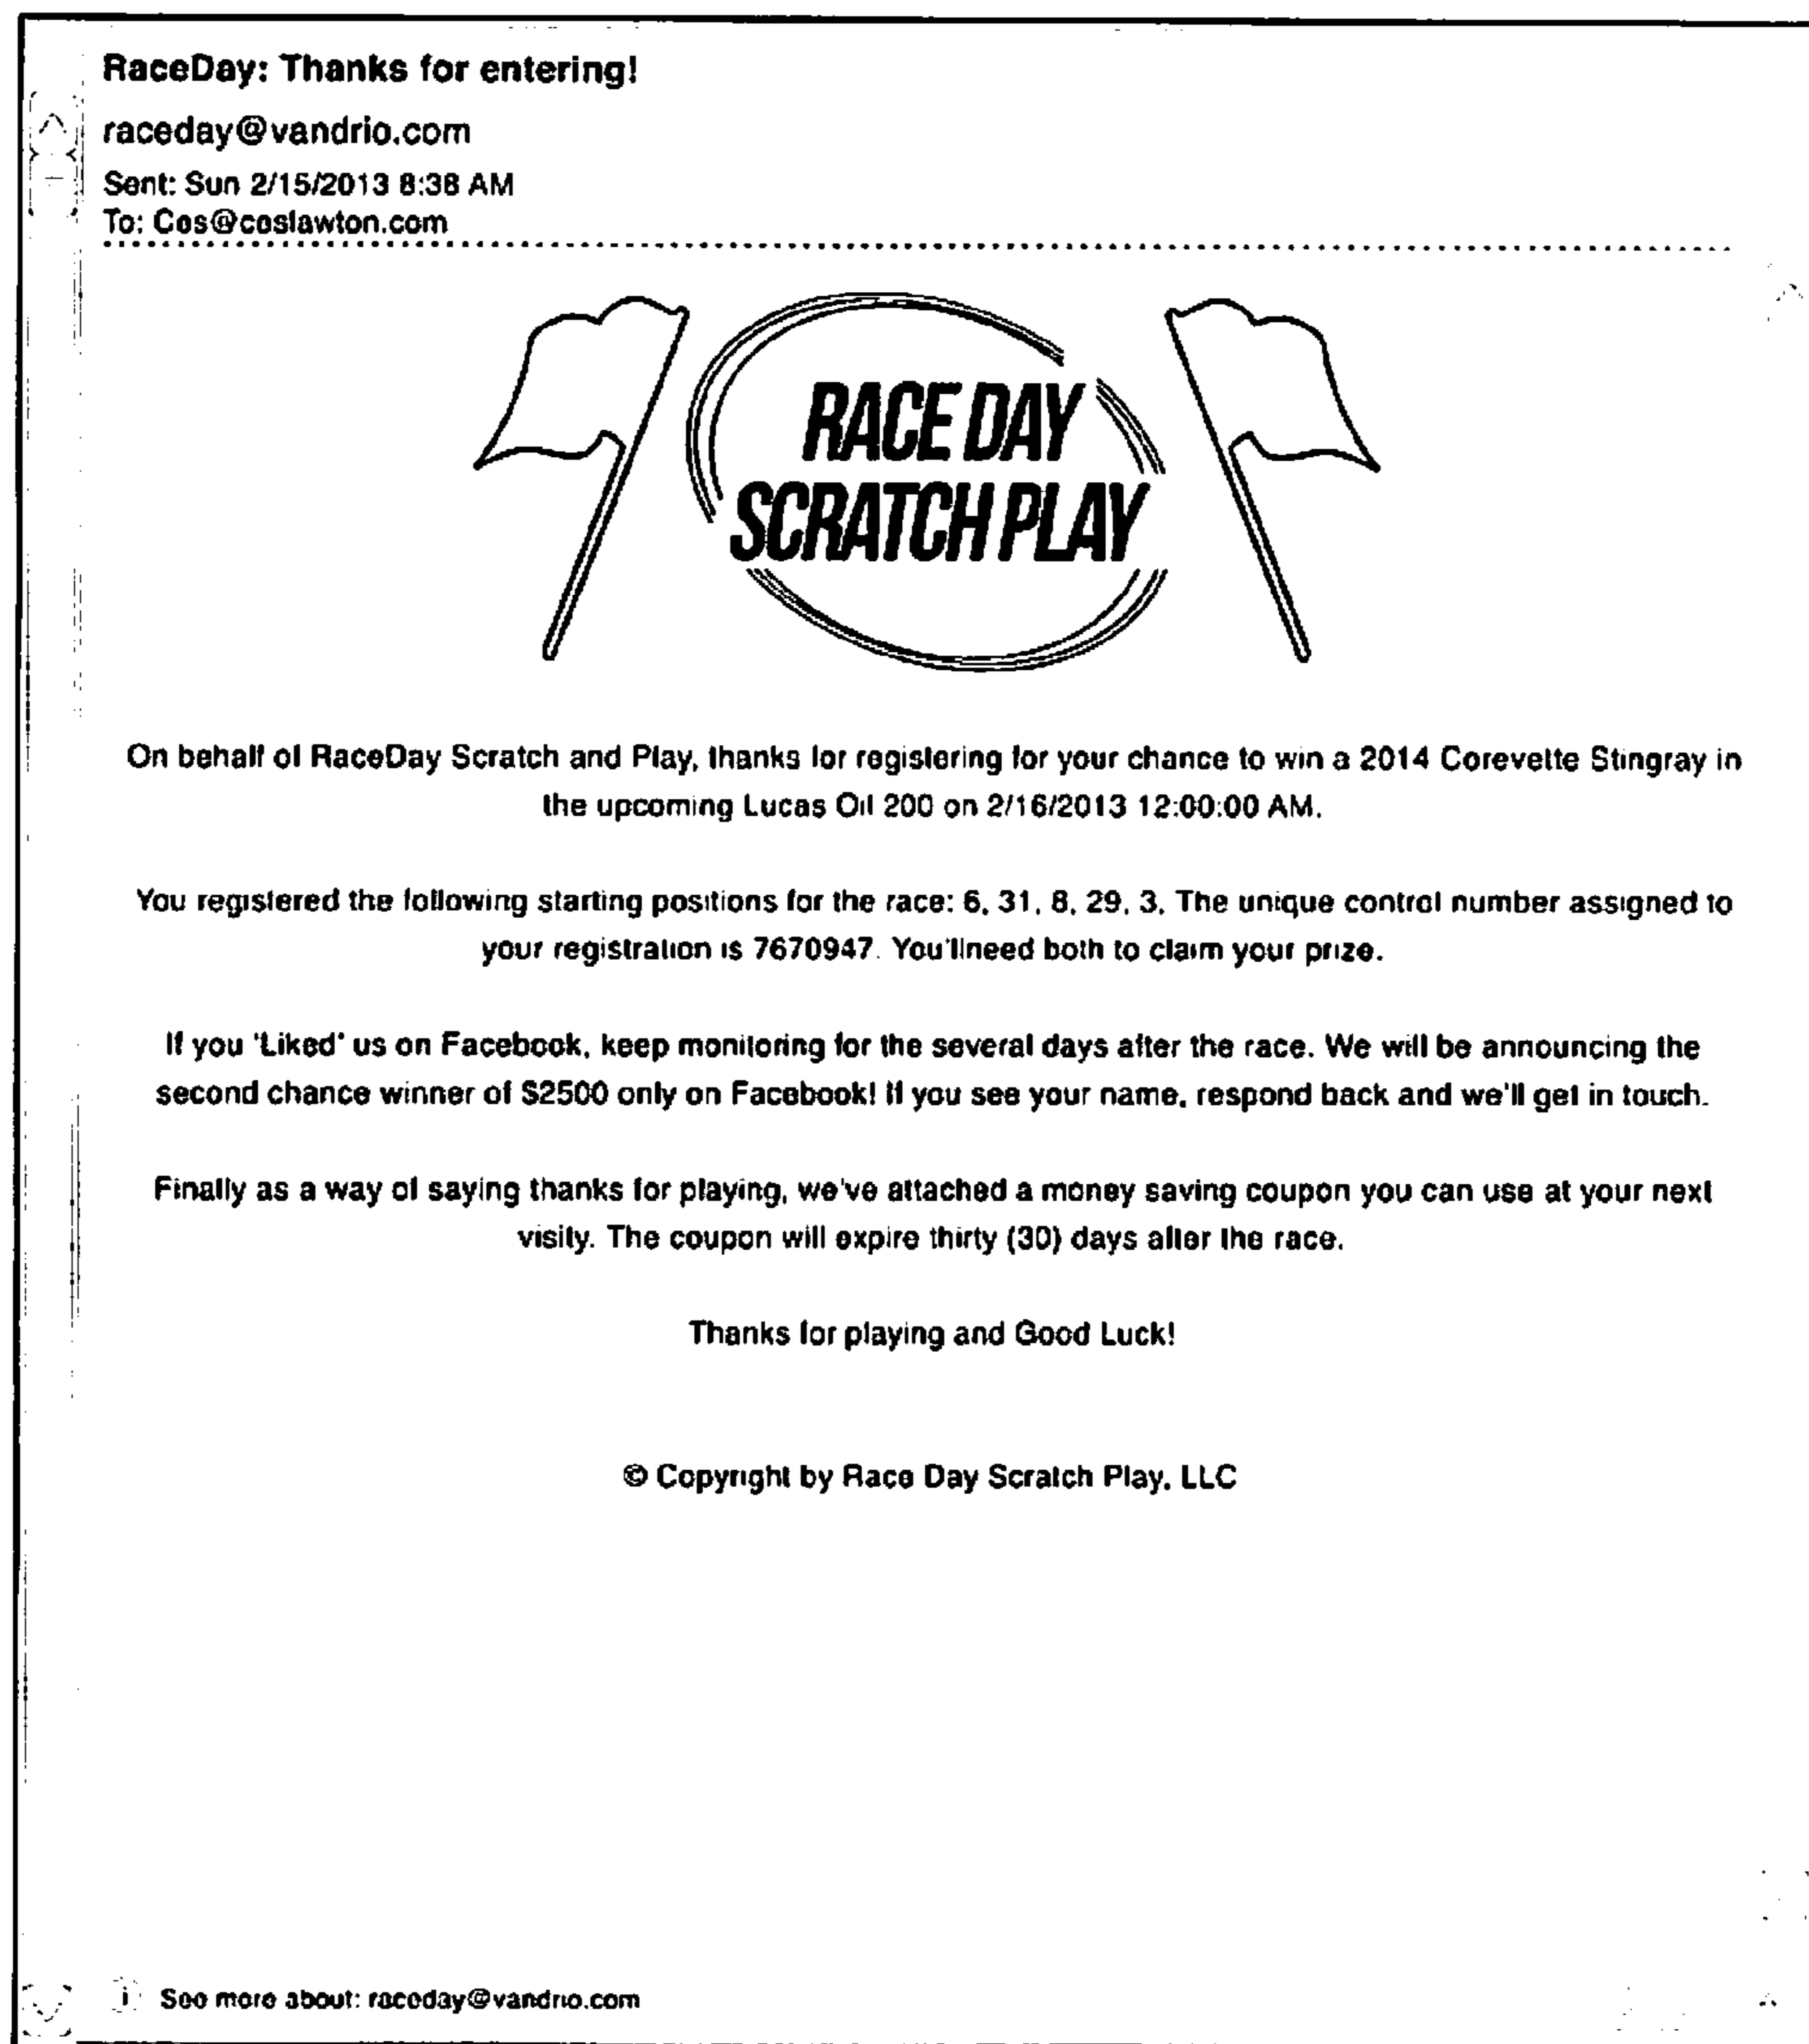 RaceDay: Thanks for entering!
raceday@vandrio.com
Sent: Sun 2/15/2013 8:38 AM
To: Cos@coslawton.com
RACE DAY
SCRATCH PLAY
On behalf of RaceDay Scratch and Play, thanks for registering for your chance to win a 2014 Corevette Stingray in
the upcoming Lucas Oil 200 on 2/16/2013 12:00:00 AM.
You registered the following starting positions for the race: 6, 31, 8, 29, 3, The unique control number assigned to
your registration is 7670947. You'llneed both to claim your prize.
If you 'Liked' us on Facebook, keep monitoring for the several days after the race. We will be announcing the
second chance winner of $2500 only on Facebook! If you see your name, respond back and we'll get in touch.
Finally as a way of saying thanks for playing, we've attached a money saving coupon you can use at your next
visity. The coupon will expire thirty (30) days after the race.
Thanks for playing and Good Luck!
© Copyright by Race Day Scratch Play, LLC
i See more about: raceday@vandrio.com